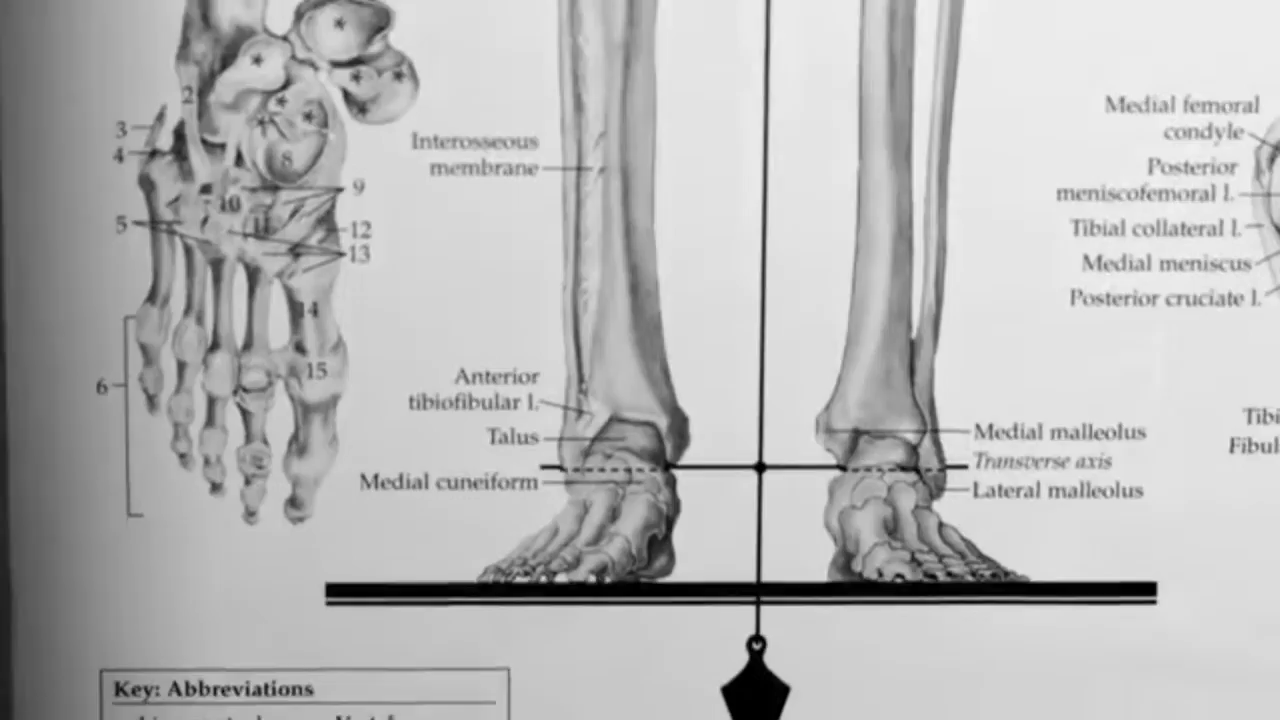 2
3
4
8
9
10
11
5
12
13
14
15
6
Interosseous
membrane
Anterior
tibiofibular l.
Talus
Medial cuneiform
Medial malleolus
Transverse axis
Lateral malleolus
Medial femoral
condyle
Posterior
meniscofemoral l.
Tibial collateral l.
Medial meniscus
Posterior cruciate l.
Tibi
Fibul
Key: Abbreviations